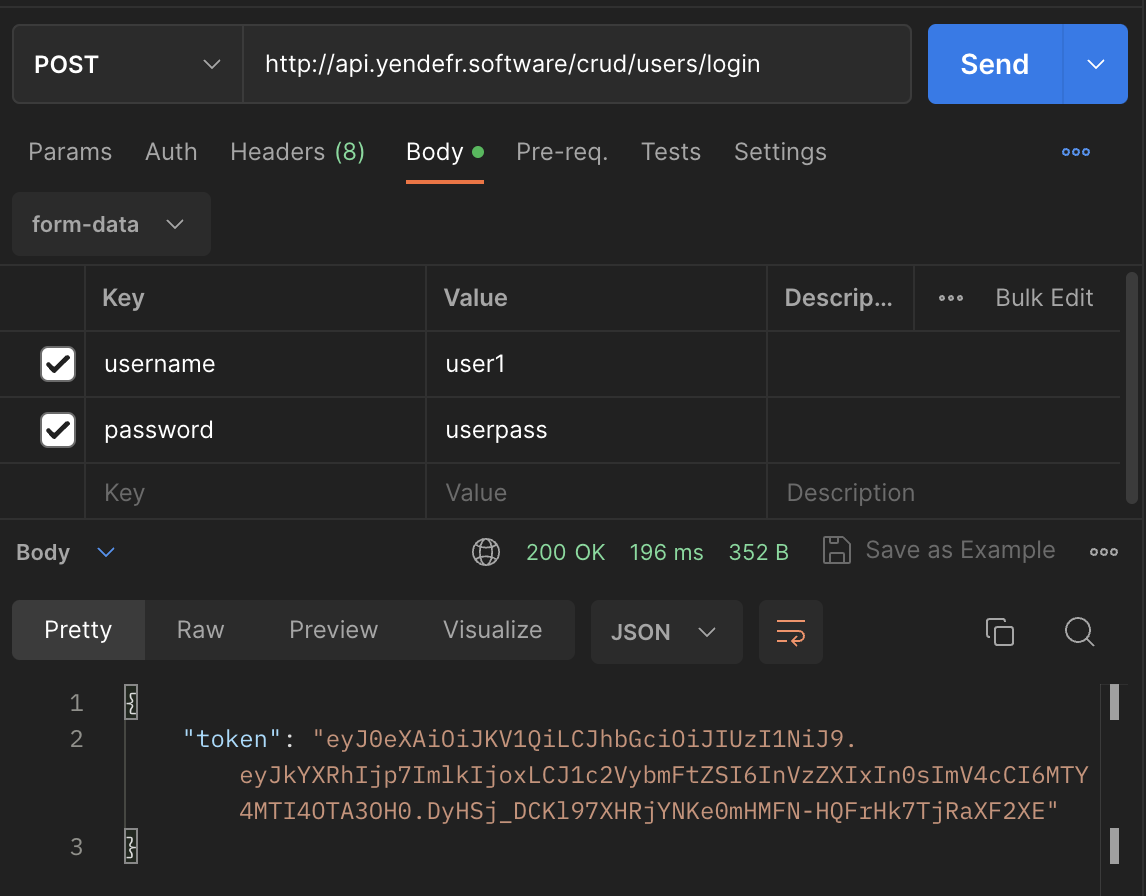 POST http://api.yendefr.software/crud/users/login Send
Params Auth Headers (8) Body Pre-req. Tests Settings
form-data
Key Value Descrip... Bulk Edit
username user1
password userpass
Key Value Description
Body 200 OK 196 ms 352 B Save as Example
Pretty Raw Preview Visualize JSON
1 {
2 "token": "eyJ0eXAiOiJKV1QiLCJhbGciOiJIUzI1NiJ9.
eyJkYXRhIjp7ImlkIjoxLCJ1c2VybmFtZSI6InVzZXIxIn0sImV4cCI6MTY
4MTI4OTA3OH0.DyHSj_DCKl97XHRjYNKe0mHMFN-HQFrHk7TjRaXF2XE"
3 }